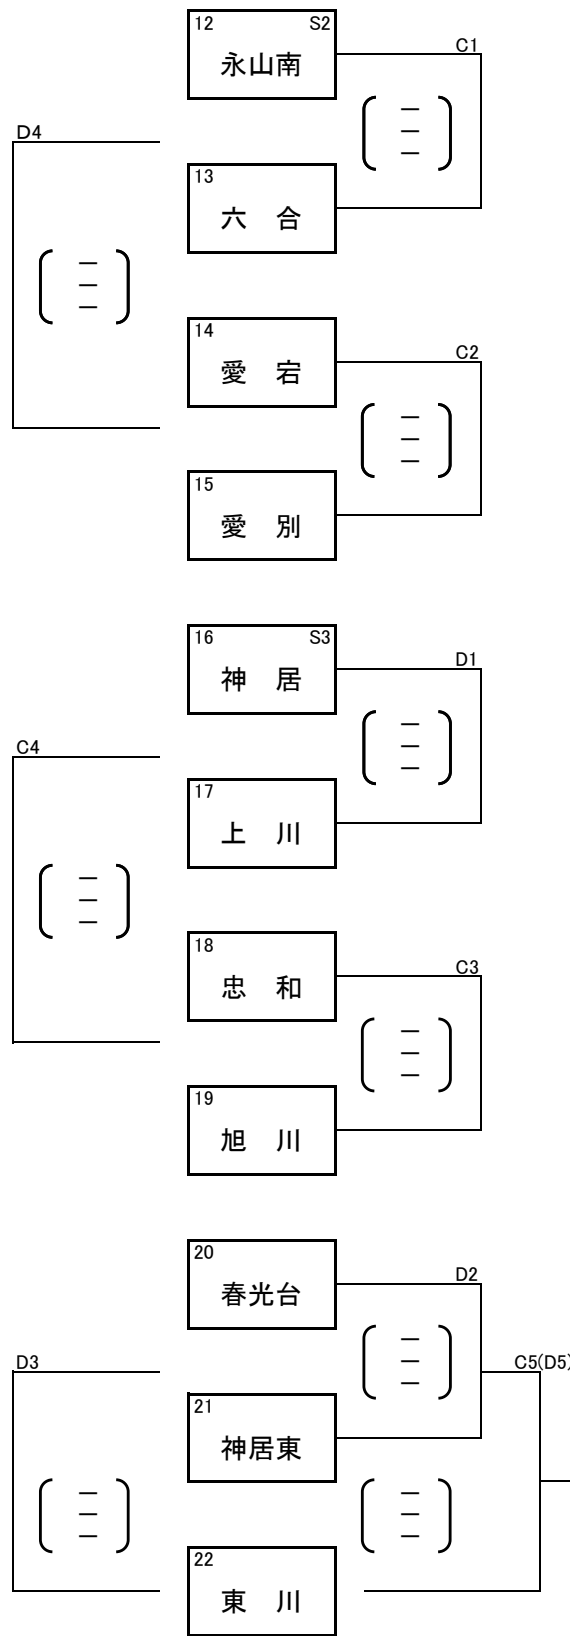 12 S2
永山南
C1
D4
13
六　合
14
愛　宕
C2
15
愛　別
16 S3
神　居
D1
C4
17
上　川
18
忠　和
C3
19
旭　川
20
春光台
D2
D3
C5(D5)
21
神居東
22
東　川